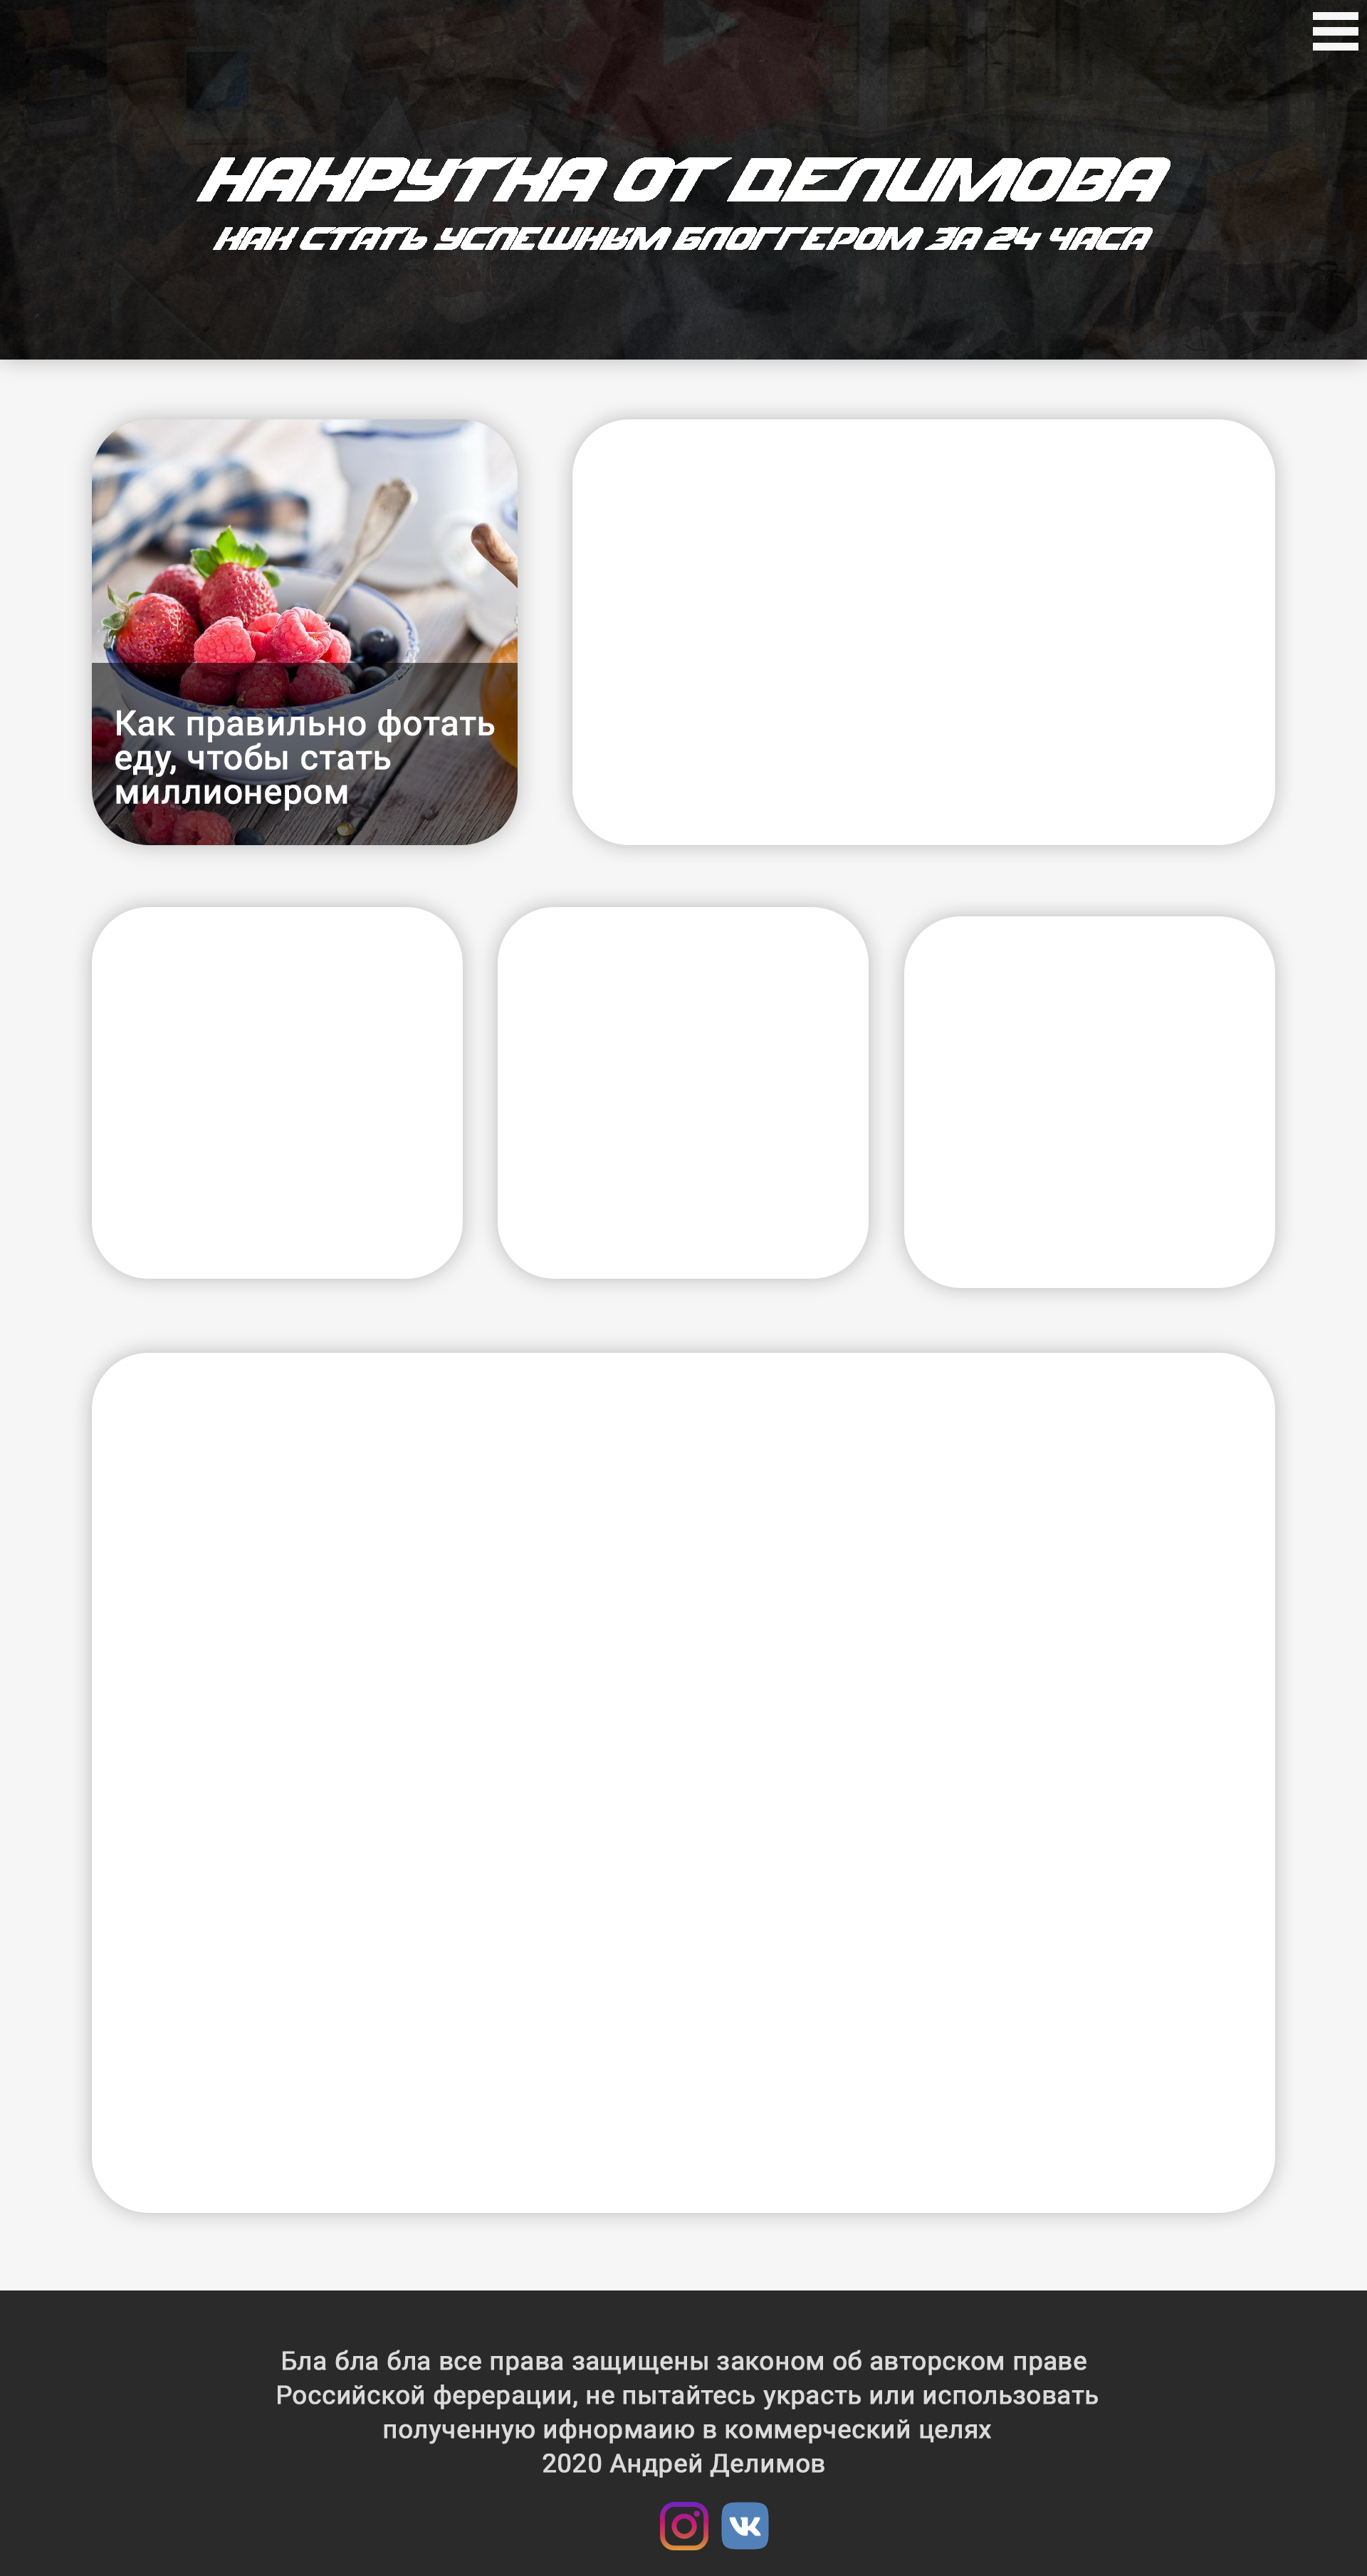 НАКРУТКА ОТ ДЕЛИМОВА
КАК СТАТЬ УСПЕШНЫМ БЛОГГЕРОМ ЗА 24 ЧАСА
Как правильно фотать
еду, чтобы стать
миллионером
Бла бла бла все права защищены законом об авторском праве
Российской ферерации, не пытайтесь украсть или использовать
полученную ифнормаию в коммерческий целях
2020 Андрей Делимов